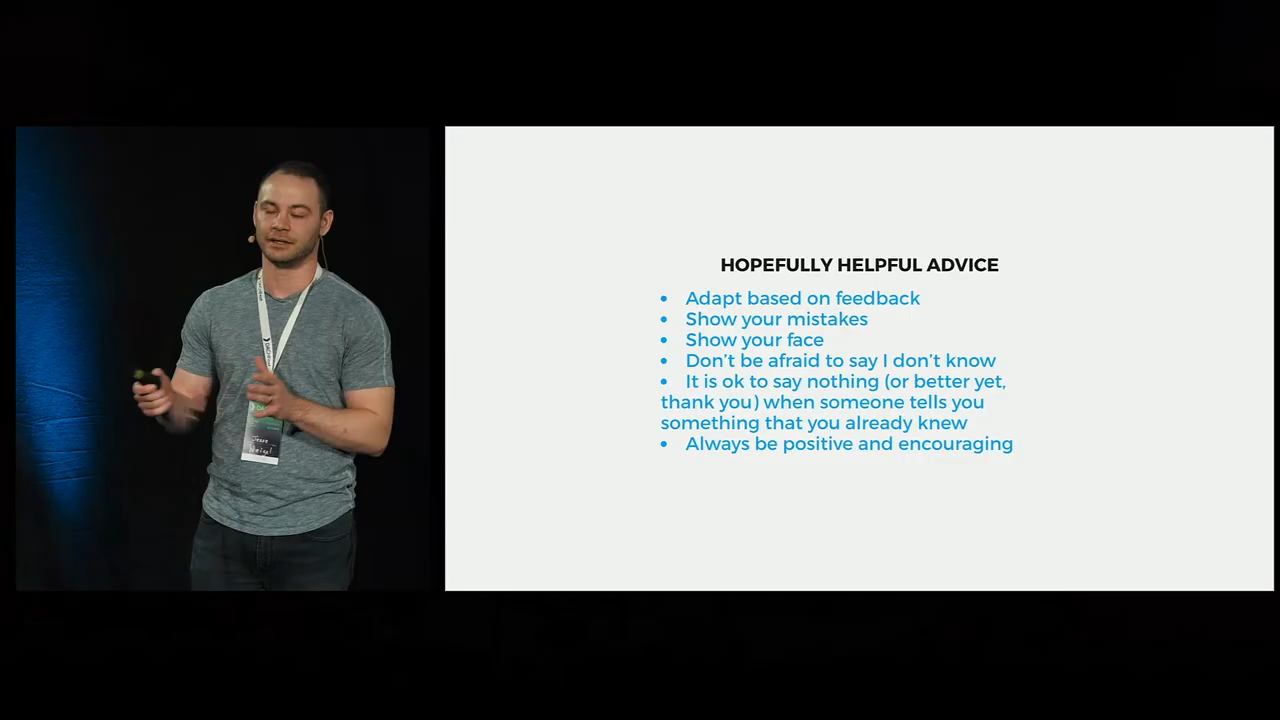 HOPEFULLY HELPFUL ADVICE
• Adapt based on feedback
• Show your mistakes
• Show your face
• Don’t be afraid to say I don’t know
• It is ok to say nothing (or better yet,
thank you) when someone tells you
something that you already knew
• Always be positive and encouraging
Jesse
Weigel